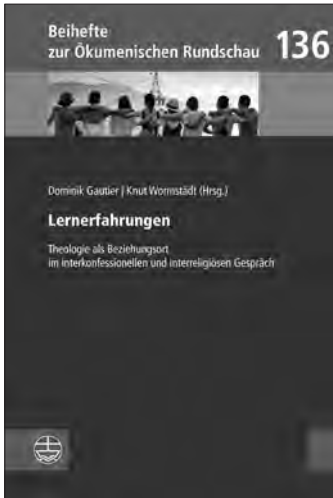 Beihefte
zur Ökumenischen Rundschau 136
Dominik Gautier / Knut Wormstädt (Hrsg.)
Lernerfahrungen
Theologie als Beziehungsort
im interkonfessionellen und interreligiösen Gespräch